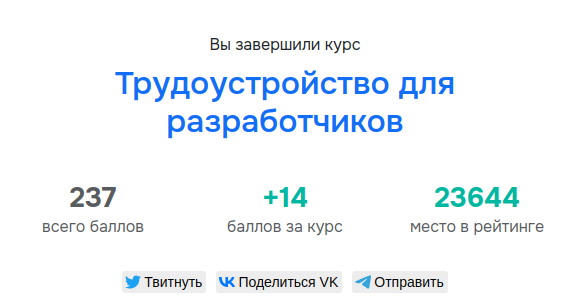 Вы завершили курс
Трудоустройство для
разработчиков
237 +14 23644
всего баллов баллов за курс место в рейтинге
Твитнуть Поделиться VK Отправить